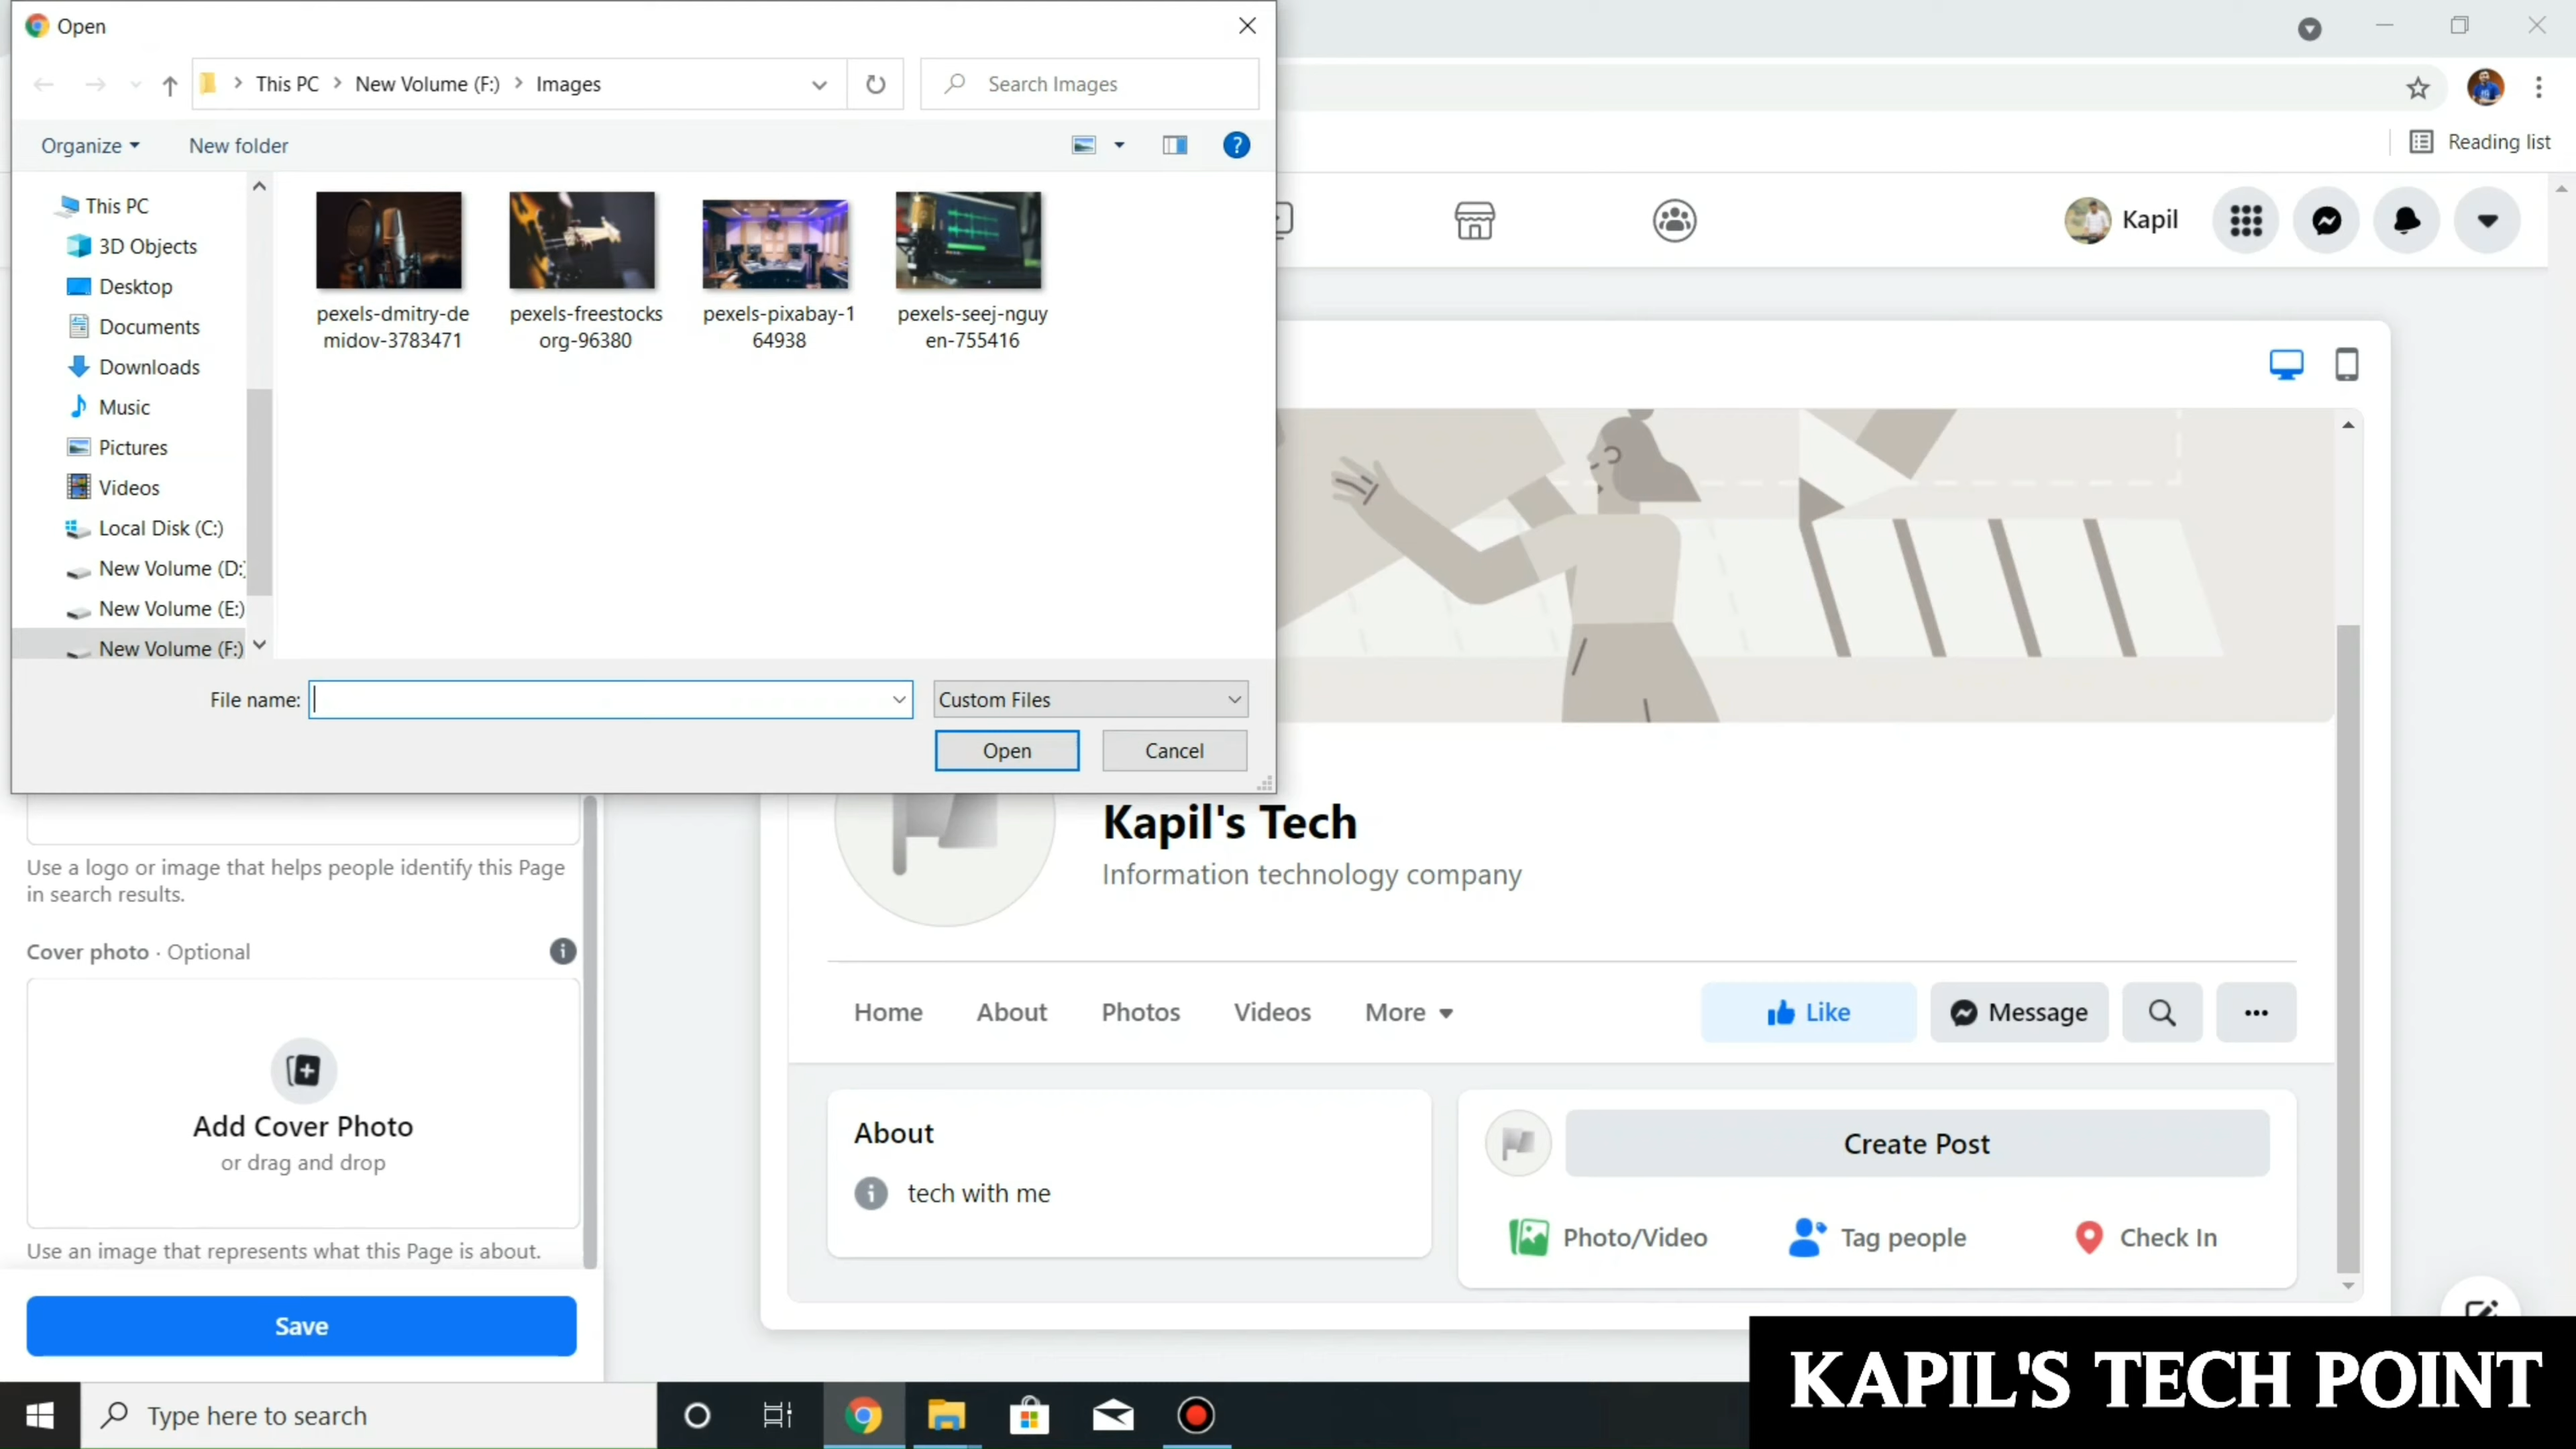 Open
This PC
New Volume (F:)
Images
Search Images
Organize
New folder
This PC
3D Objects
Desktop
Documents
Downloads
Music
Pictures
Videos
Local Disk (C:)
New Volume (D:
New Volume (E:)
New Volume (F:)
pexels-dmitry-de
midov-3783471
pexels-freestocks
org-96380
pexels-pixabay-1
64938
pexels-seej-nguy
en-755416
File name:
Custom Files
Open
Cancel
Reading list
Kapil
Use a logo or image that helps people identify this Page
in search results.
Cover photo · Optional
Add Cover Photo
or drag and drop
Use an image that represents what this Page is about.
Save
Kapil's Tech
Information technology company
Home
About
Photos
Videos
More
Like
Message
About
tech with me
Create Post
Photo/Video
Tag people
Check In
Type here to search
KAPIL'S TECH POINT